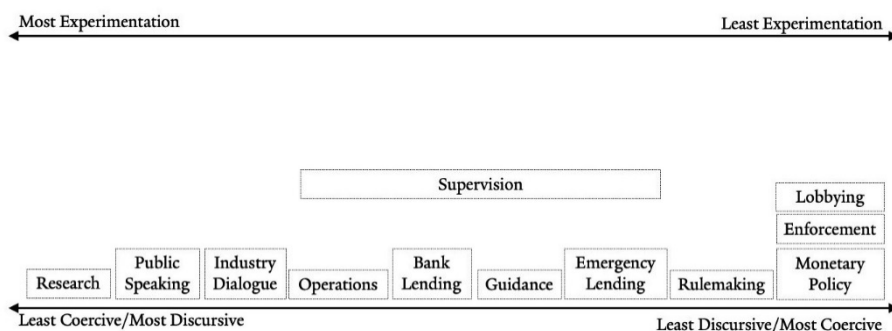 Most Experimentation
Least Experimentation
Supervision
Lobbying
Enforcement
Research
Public
Speaking
Industry
Dialogue
Operations
Bank
Lending
Guidance
Emergency
Lending
Rulemaking
Monetary
Policy
Least Coercive/Most Discursive
Least Discursive/Most Coercive